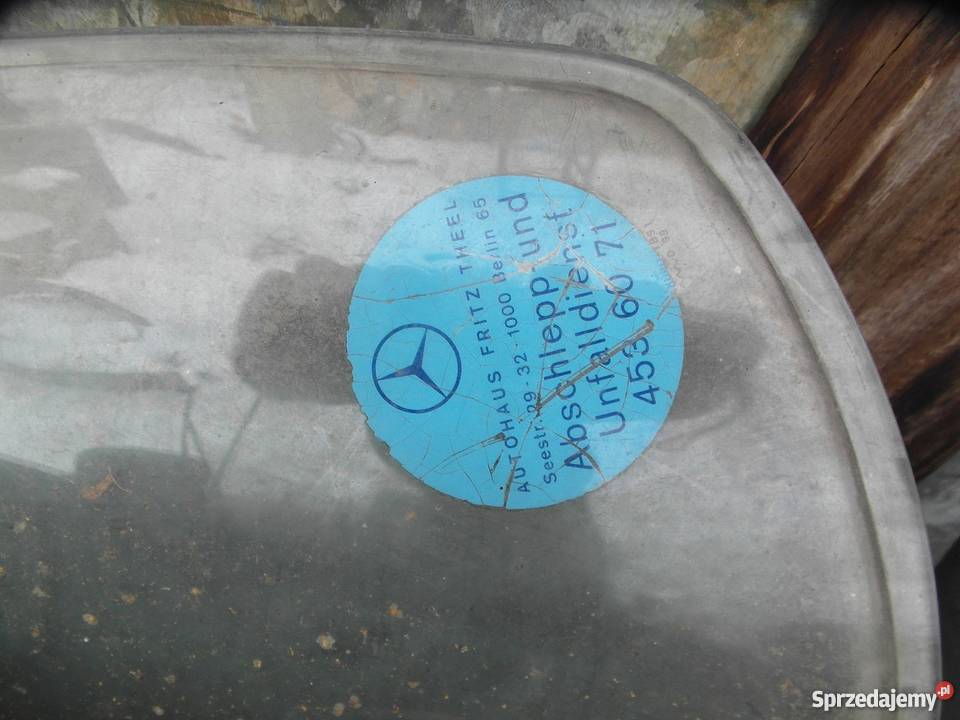 AUTOHAUS FRITZ THEEL
Seestr. 29-32·1000 Berlin 65
Abschlepp-und
Unfalldienst
453 60 71
Sprzedajemy.pl